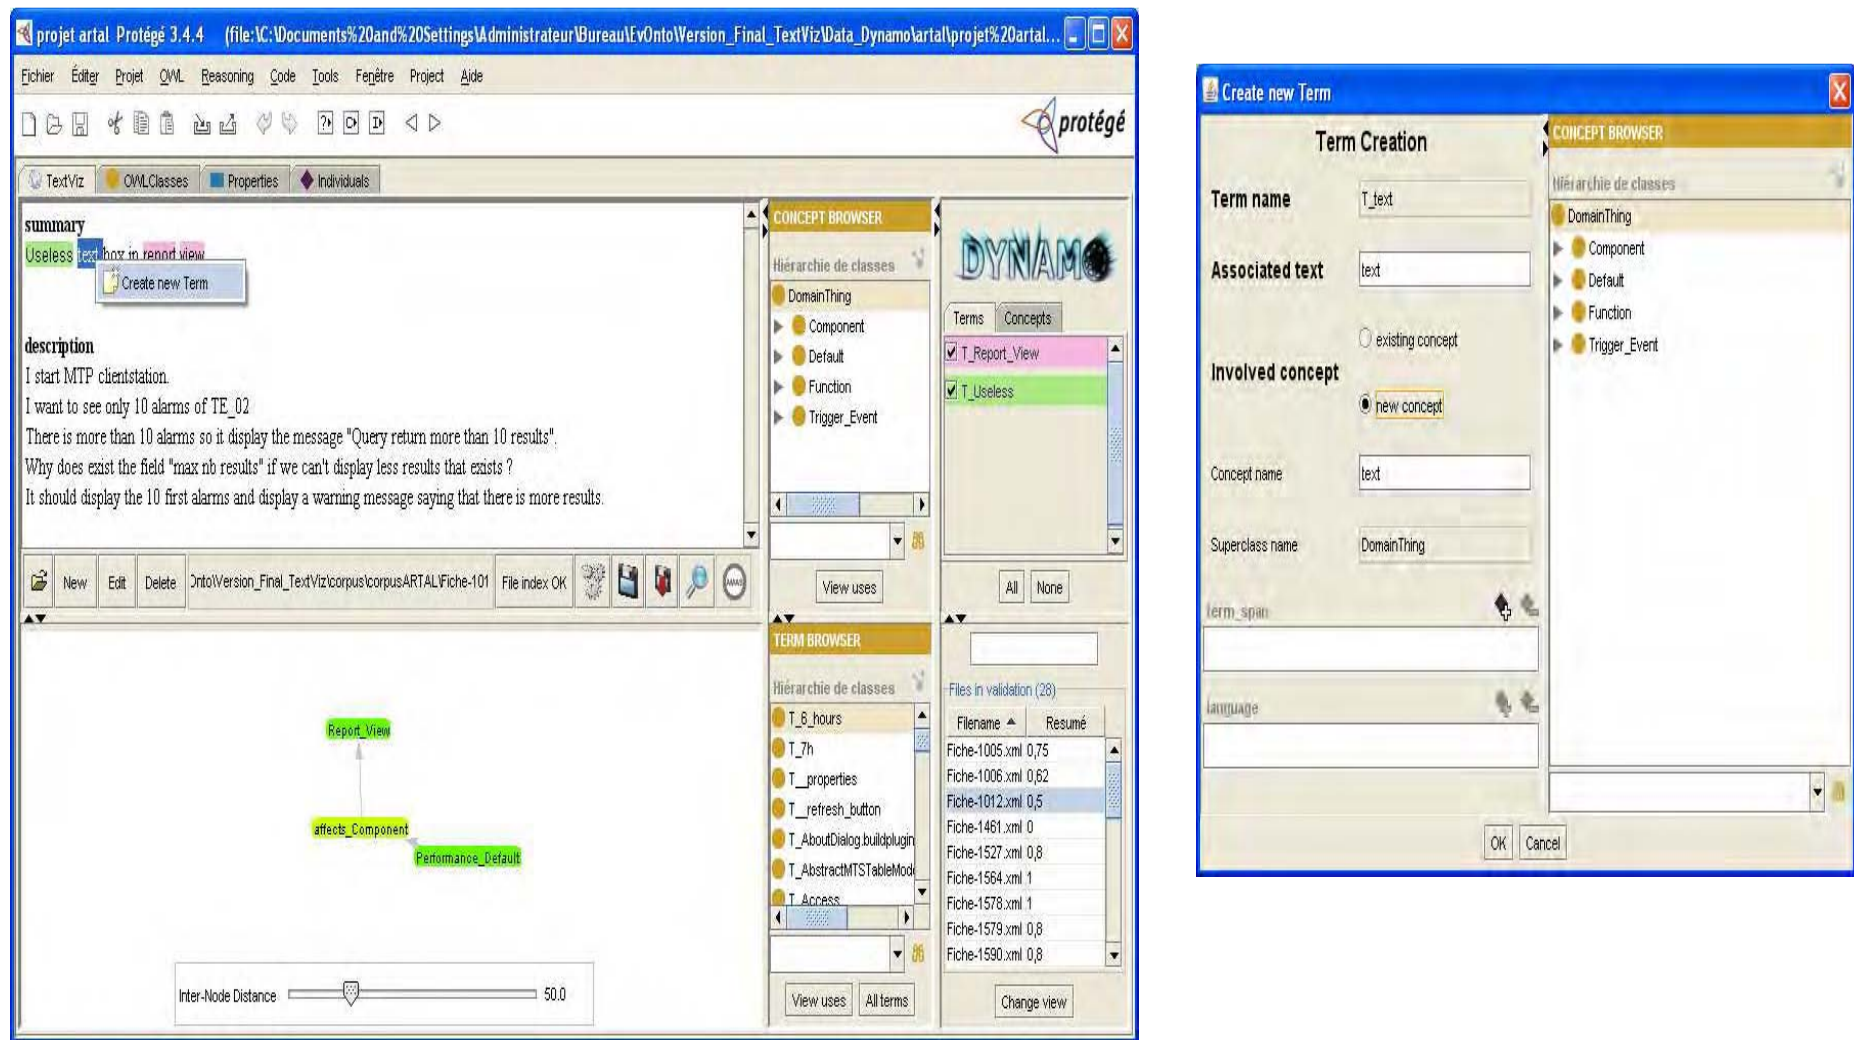 projet artal Protégé 3.4.4 (file:\C:\Documents%20and%20Settings\Administrateur\Bureau\EvOnto\Version_Final_TextViz\Data_Dynamo\artal\projet%20artal...
Fichier Éditer Projet OWL Reasoning Code Tools Fenêtre Project Aide
protégé
TextViz OWLClasses Properties Individuals
summary
Useless text box in report view
Create new Term
description
I start MTP clientstation.
I want to see only 10 alarms of TE_02
There is more than 10 alarms so it display the message "Query return more than 10 results".
Why does exist the field "max nb results" if we can't display less results that exists ?
It should display the 10 first alarms and display a warning message saying that there is more results.
New Edit Delete Onto\Version_Final_TextViz\corpus\corpusARTAL\Fiche-101 File index OK AMAS
Report_View
affects_Component
Performance_Default
Inter-Node Distance 50.0
CONCEPT BROWSER
Hiérarchie de classes
DomainThing
Component
Default
Function
Trigger_Event
View uses
TERM BROWSER
Hiérarchie de classes
T_6_hours
T_7h
T__properties
T__refresh_button
T_AboutDialog.buildplugin
T_AbstractMTSTableMode
T_Access
View uses All terms
DYNAMO
Terms Concepts
T_Report_View
T_Useless
All None
Files in validation (28)
Filename Resumé
Fiche-1005.xml 0,75
Fiche-1006.xml 0,62
Fiche-1012.xml 0,5
Fiche-1461.xml 0
Fiche-1527.xml 0,8
Fiche-1564.xml 1
Fiche-1578.xml 1
Fiche-1579.xml 0,8
Fiche-1590.xml 0,8
Change view
Create new Term
Term Creation
Term name T_text
Associated text text
existing concept
Involved concept
new concept
Concept name text
Superclass name DomainThing
term_span
language
CONCEPT BROWSER
Hiérarchie de classes
DomainThing
Component
Default
Function
Trigger_Event
OK Cancel